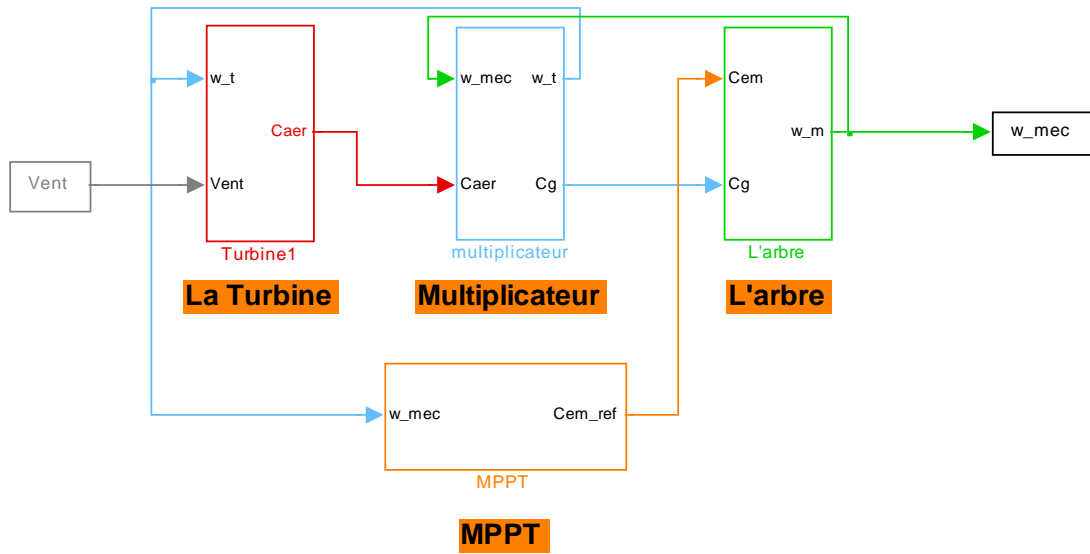 w_t
Vent
Caer
Turbine1
La Turbine
w_mec
Caer
w_t
Cg
multiplicateur
Multiplicateur
Cem
Cg
w_m
L'arbre
L'arbre
w_mec
Vent
w_mec
Cem_ref
MPPT
MPPT